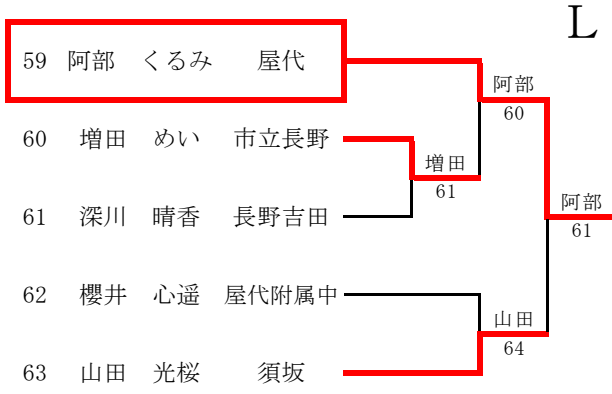 L
59 阿部 くるみ 屋代
阿部
60
60 増田 めい 市立長野
増田
61
阿部
61
61 深川 晴香 長野吉田
62 櫻井 心遥 屋代附属中
山田
64
63 山田 光桜 須坂